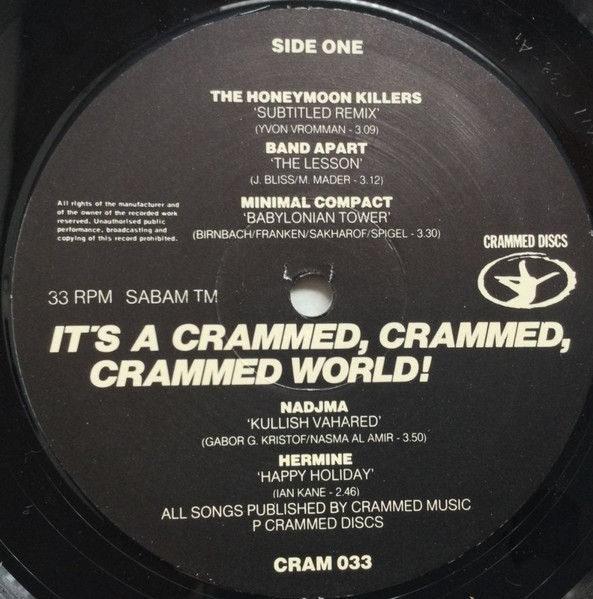 SIDE ONE
THE HONEYMOON KILLERS
'SUBTITLED REMIX'
(YVON VROMMAN - 3.09)
BAND APART
'THE LESSON'
(J. BLISS/M. MADER - 3.12)
MINIMAL COMPACT
'BABYLONIAN TOWER'
(BIRNBACH/FRANKEN/SAKHAROF/SPIGEL - 3.30)
All rights of the manufacturer and
of the owner of the recorded work
reserved. Unauthorised public
performance, broadcasting and
copying of this record prohibited.
CRAMMED DISCS
33 RPM SABAM TM
IT'S A CRAMMED, CRAMMED,
CRAMMED WORLD!
NADJMA
'KULLISH VAHARED'
(GABOR G. KRISTOF/NASMA AL AMIR - 3.50)
HERMINE
'HAPPY HOLIDAY'
(IAN KANE - 2.46)
ALL SONGS PUBLISHED BY CRAMMED MUSIC
P CRAMMED DISCS
CRAM 033